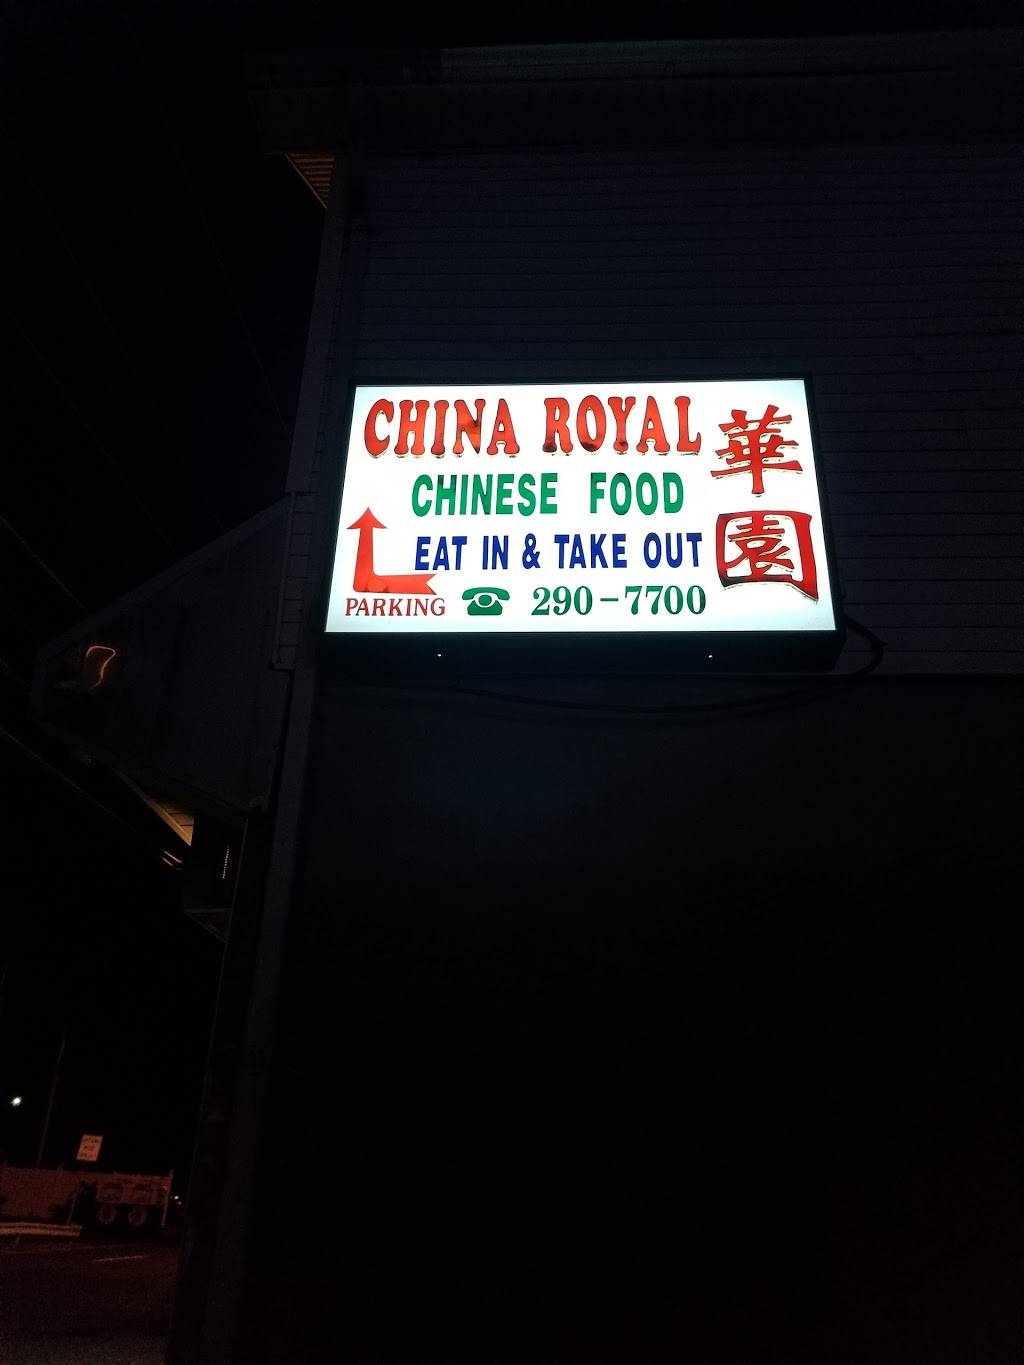 CHINA ROYAL
CHINESE FOOD
EAT IN & TAKE OUT
PARKING ☎ 290-7700
華園